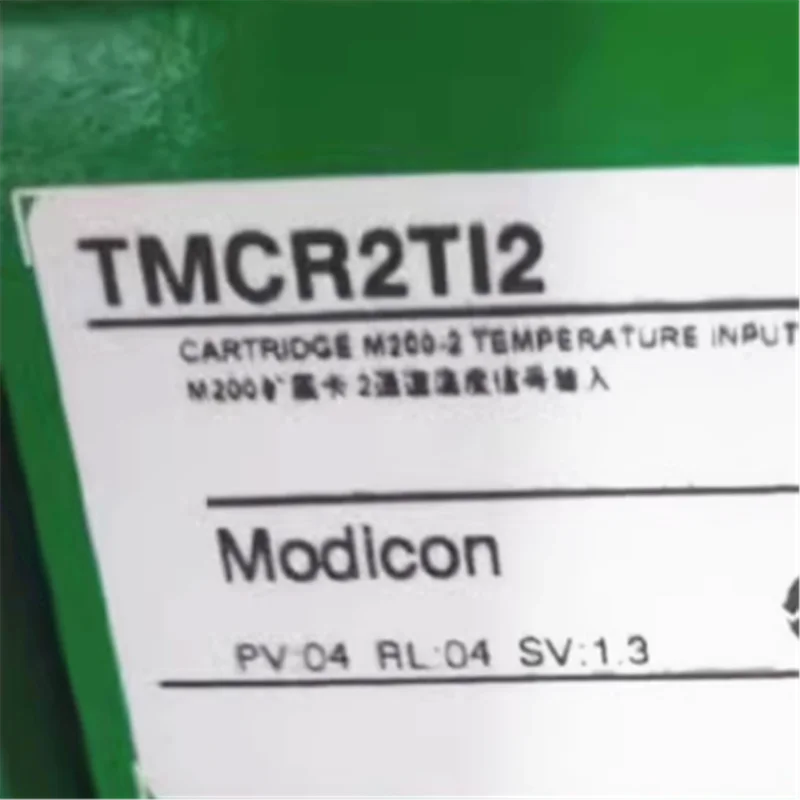 TMCR2TI2
CARTRIDGE M200-2 TEMPERATURE INPUT
M200扩展卡 2通道温度信号输入
Modicon
PV:04 RL:04 SV:1.3